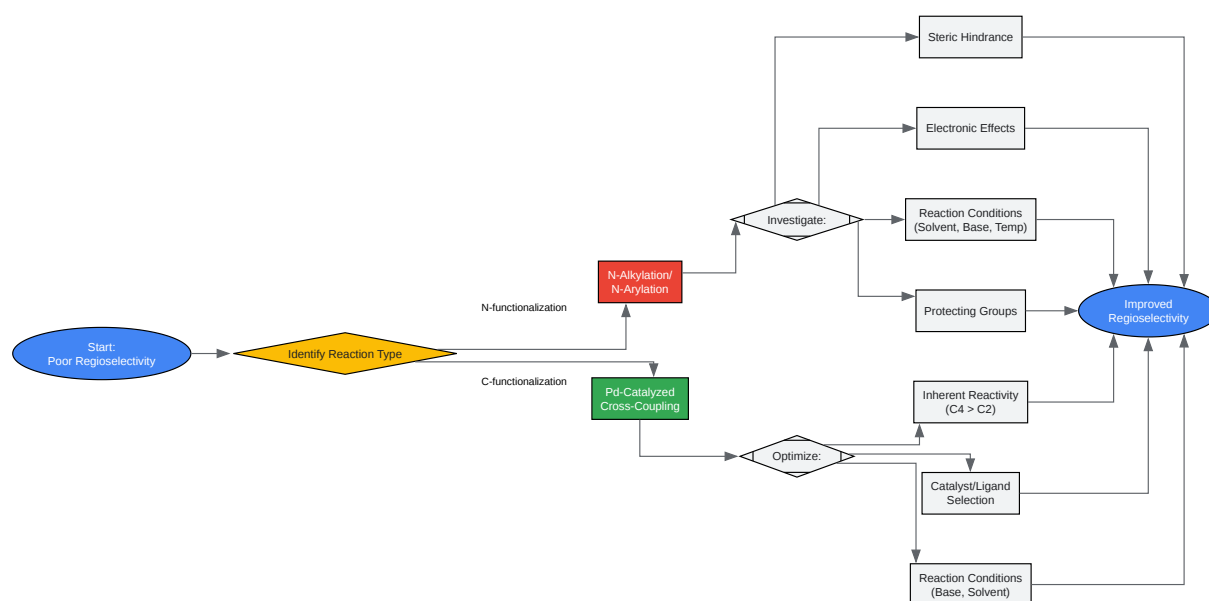 Start:
Poor Regioselectivity
Identify Reaction Type
N-functionalization
C-functionalization
N-Alkylation/
N-Arylation
Pd-Catalyzed
Cross-Coupling
Investigate:
Optimize:
Steric Hindrance
Electronic Effects
Reaction Conditions
(Solvent, Base, Temp)
Protecting Groups
Inherent Reactivity
(C4 > C2)
Catalyst/Ligand
Selection
Reaction Conditions
(Base, Solvent)
Improved
Regioselectivity